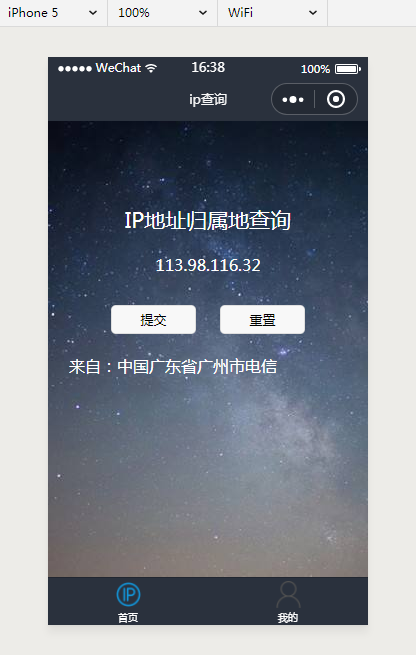 iPhone 5 100% WiFi
WeChat 16:38 100%
ip查询
IP地址归属地查询
113.98.116.32
提交 重置
来自：中国广东省广州市电信
IP
首页 我的